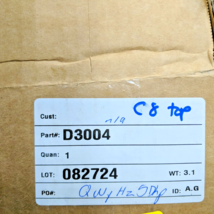 C8 top
Cust: n/a
Part#: D3004
Quan: 1
LOT: 082724 WT: 3.1
PO#: ID: A.G